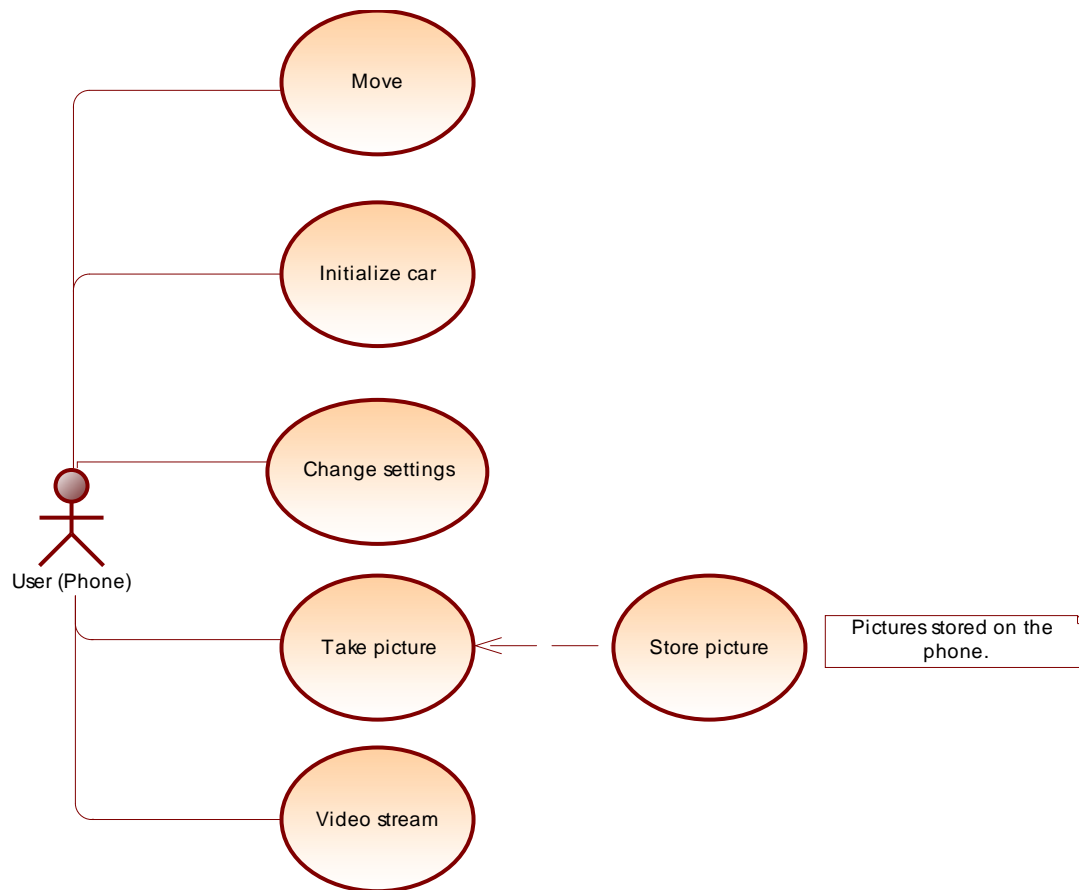 Move
Initialize car
Change settings
User (Phone)
Take picture
Store picture
Pictures stored on the
phone.
Video stream